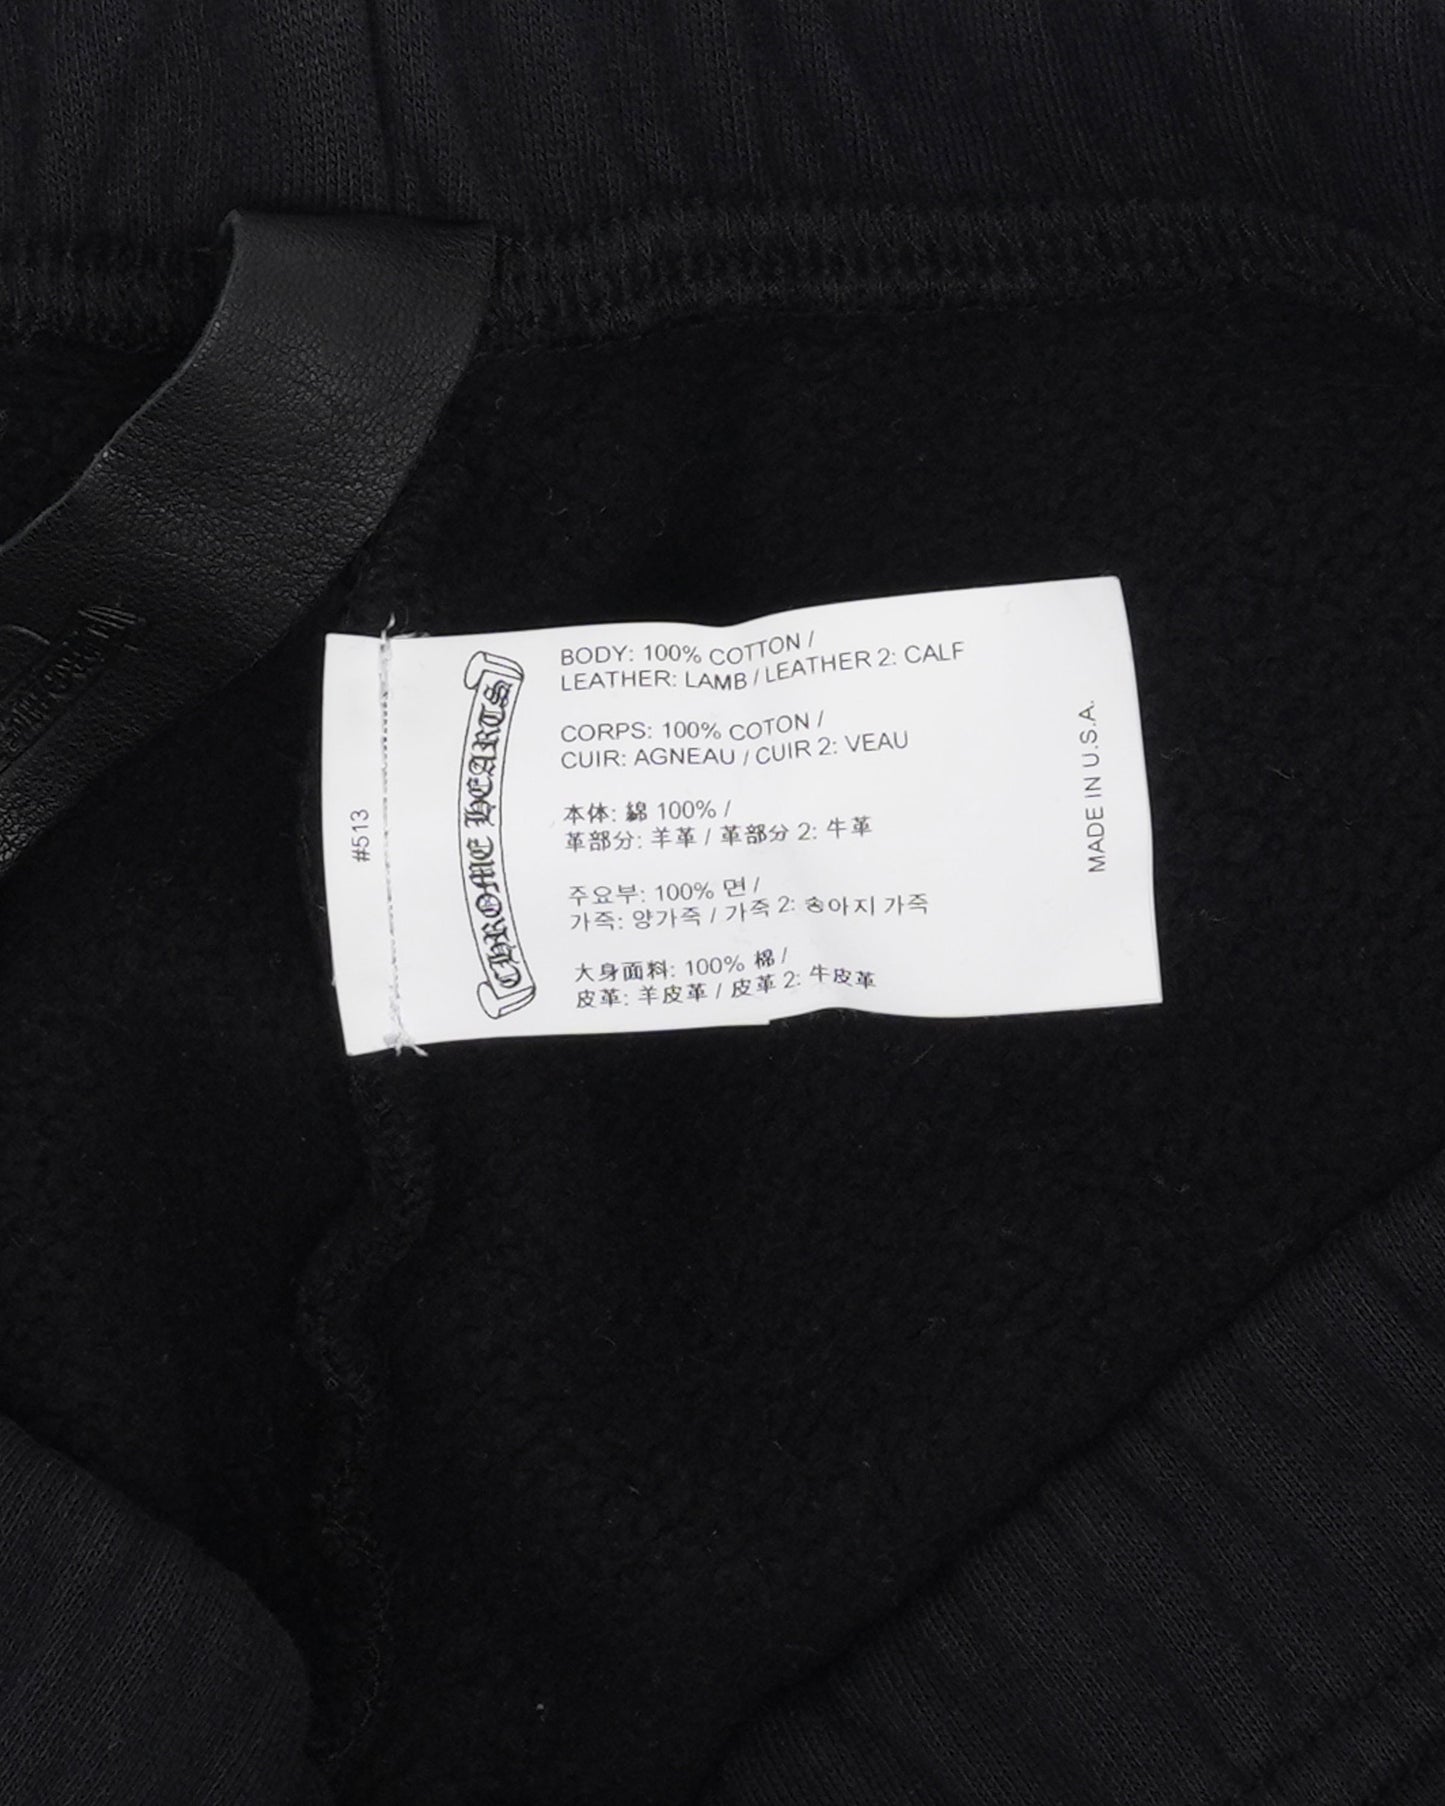 BODY: 100% COTTON /
LEATHER: LAMB / LEATHER 2: CALF
CORPS: 100% COTON /
CUIR: AGNEAU / CUIR 2: VEAU
本体: 綿 100% /
革部分: 羊革 / 革部分 2: 牛革
주요부: 100% 면 /
가죽: 양가죽 / 가죽 2: 송아지 가죽
大身面料: 100% 棉 /
皮革: 羊皮革 / 皮革 2: 牛皮革
CHROME HEARTS
#513
MADE IN U.S.A.